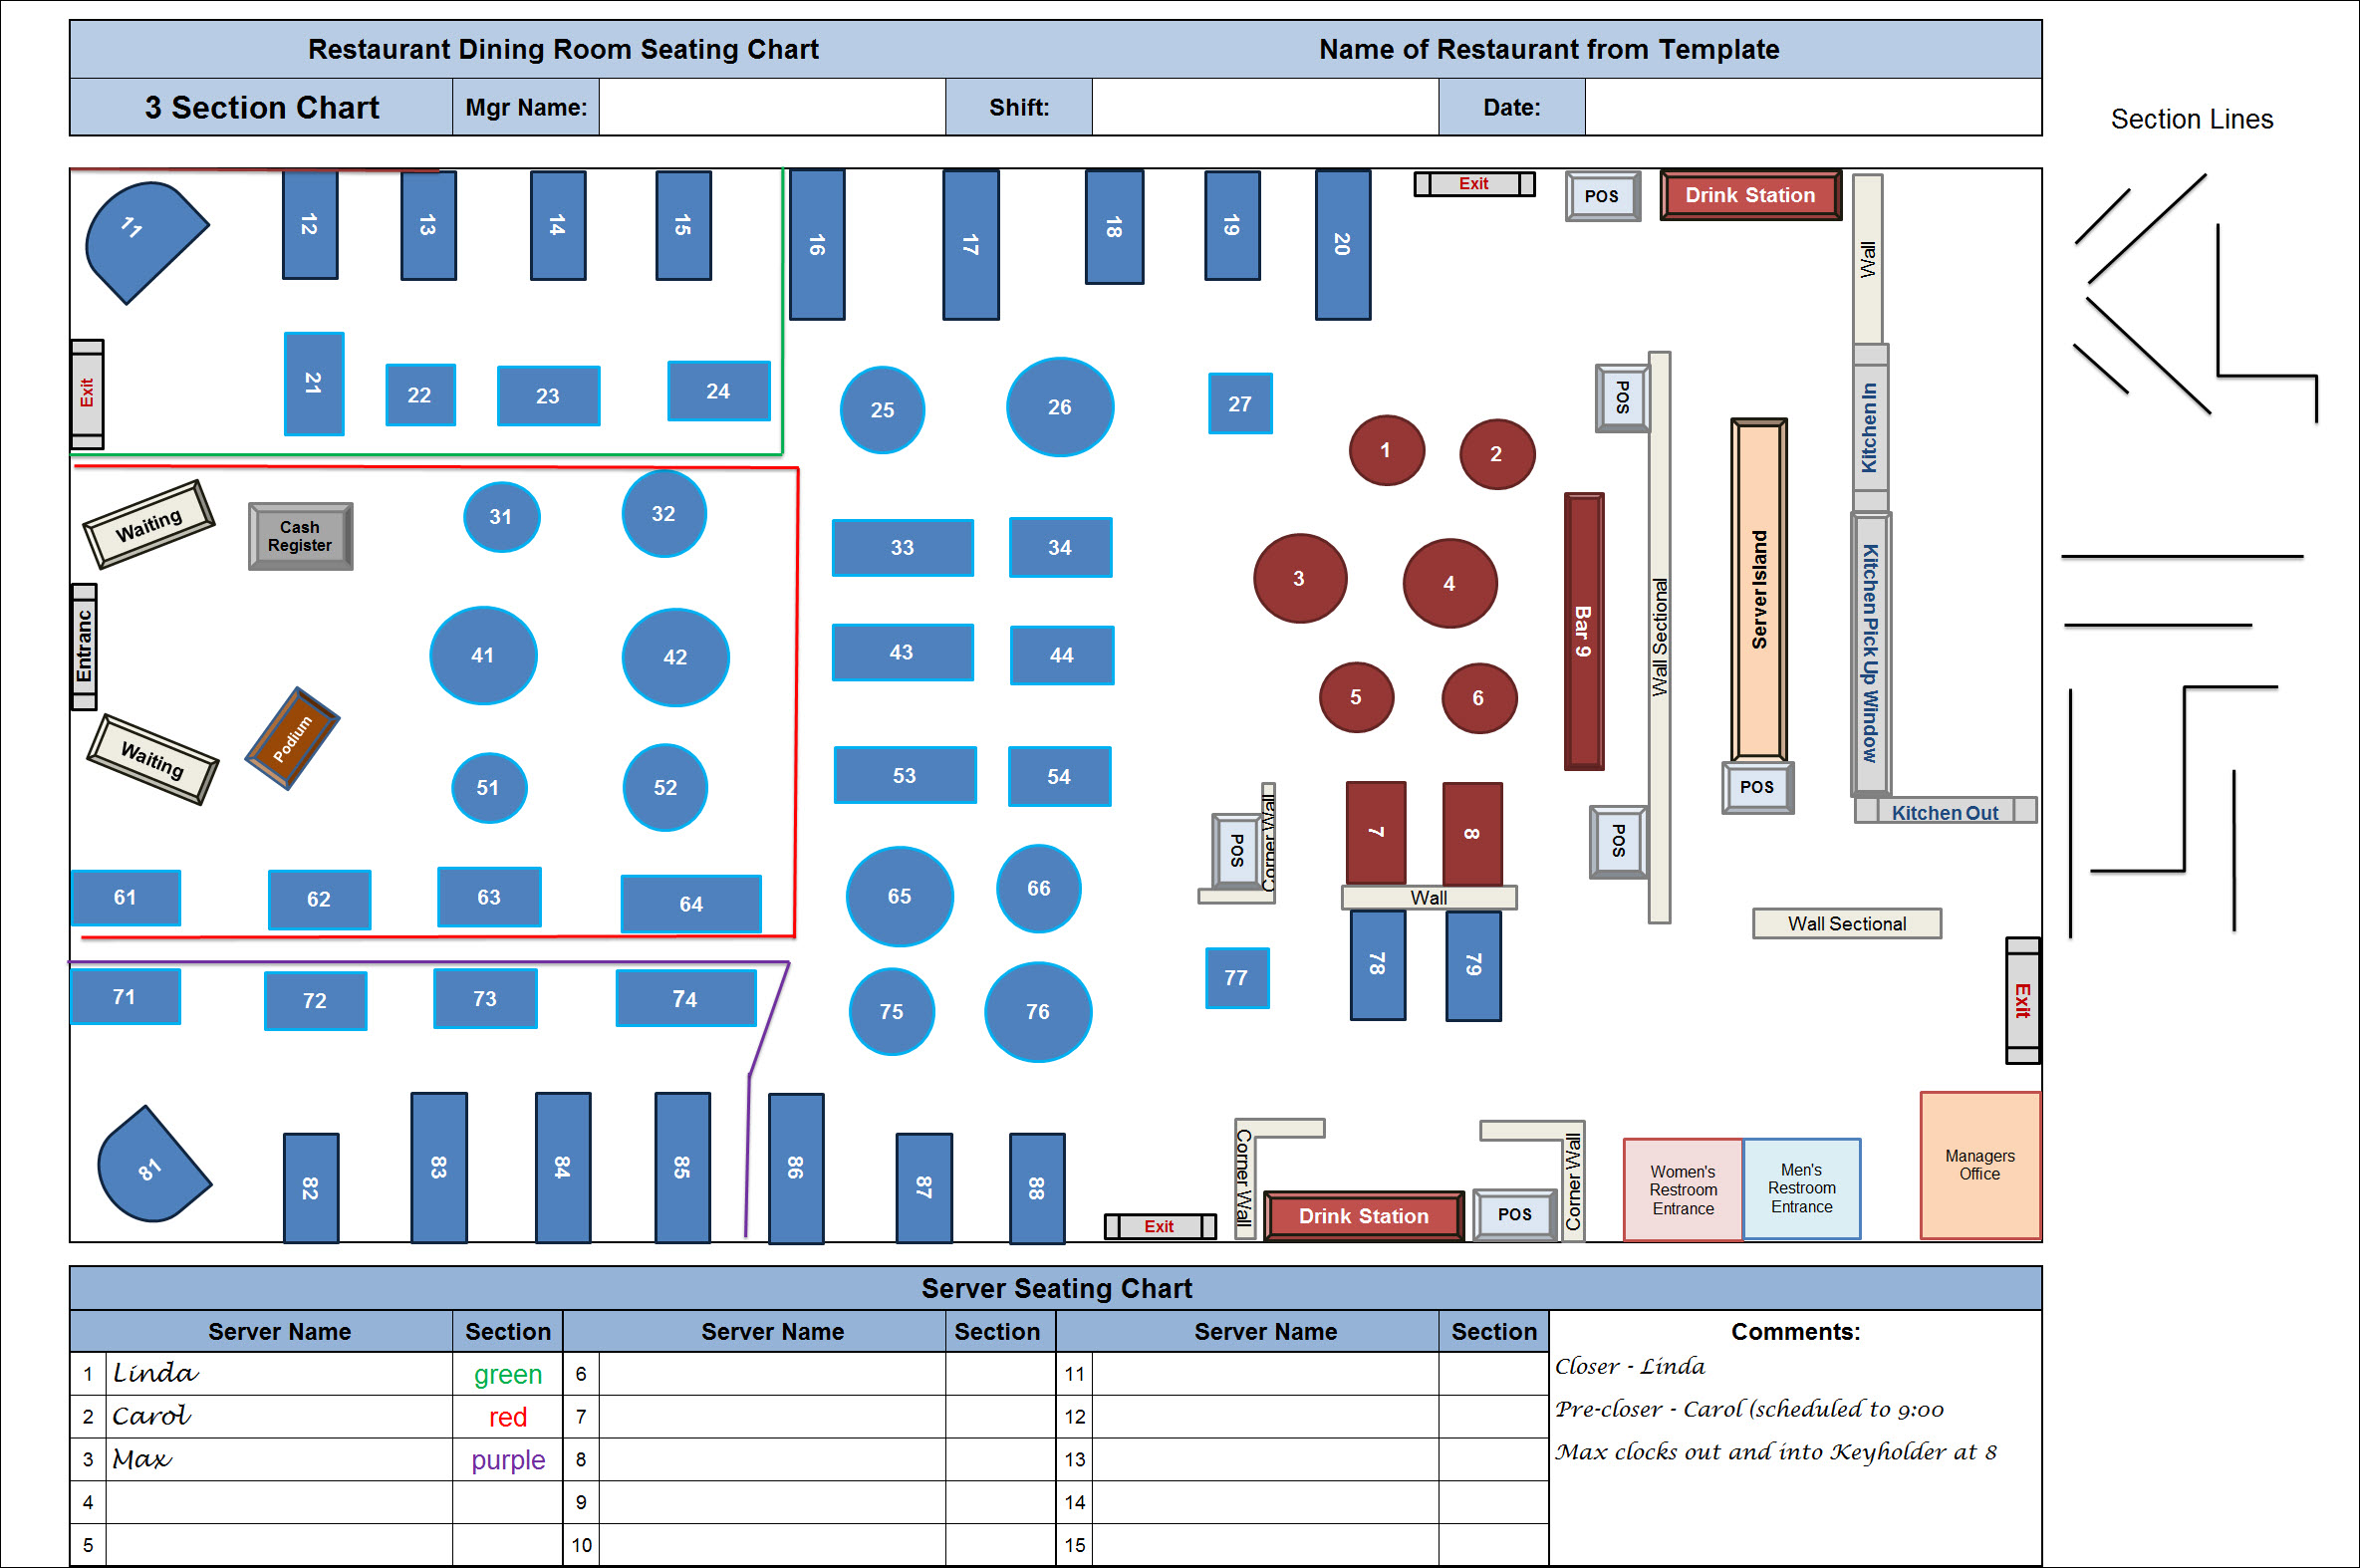 Restaurant Dining Room Seating Chart
Name of Restaurant from Template
3 Section Chart
Mgr Name:
Shift:
Date:
Section Lines
11
12
13
14
15
16
17
18
19
20
Exit
POS
Drink Station
Wall
21
22
23
24
25
26
27
Exit
1
2
POS
Kitchen In
Waiting
Cash
Register
31
32
33
34
3
4
Bar 9
Wall Sectional
Server Island
Kitchen Pick Up Window
Entranc
41
42
43
44
5
6
Waiting
Podium
51
52
53
54
POS
Corner Wall
7
8
POS
POS
Kitchen Out
61
62
63
64
65
66
Wall
Wall Sectional
71
72
73
74
75
76
77
78
79
Exit
81
82
83
84
85
86
87
88
Exit
Corner Wall
Drink Station
POS
Corner Wall
Women's
Restroom
Entrance
Men's
Restroom
Entrance
Managers
Office
Server Seating Chart
Server Name
Section
Server Name
Section
Server Name
Section
Comments:
1 Linda green 6 11 Closer - Linda
2 Carol red 7 12 Pre-closer - Carol (scheduled to 9:00
3 Max purple 8 13 Max clocks out and into Keyholder at 8
4 9 14
5 10 15